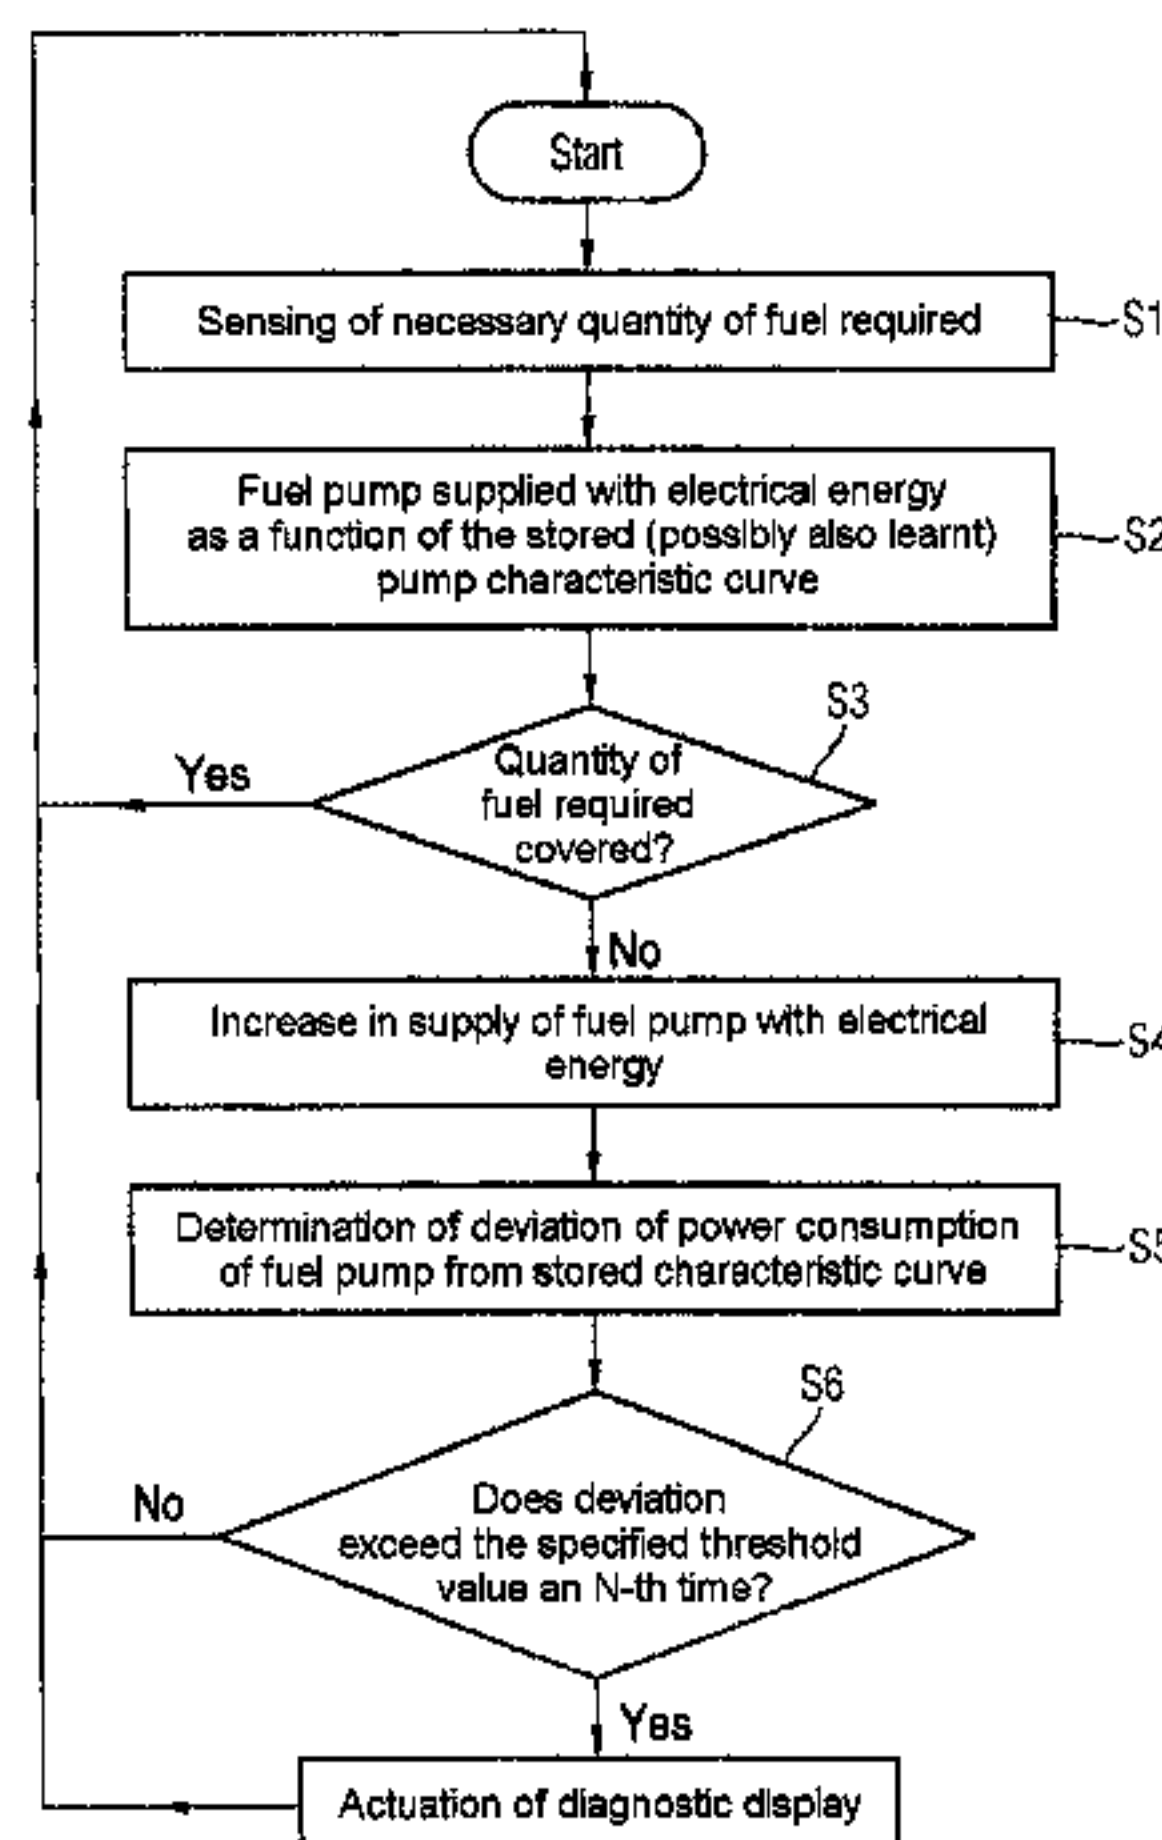 Start
Sensing of necessary quantity of fuel required
S1
Fuel pump supplied with electrical energy
as a function of the stored (possibly also learnt)
pump characteristic curve
S2
S3
Quantity of
fuel required
covered?
Yes
No
Increase in supply of fuel pump with electrical
energy
S4
Determination of deviation of power consumption
of fuel pump from stored characteristic curve
S5
S6
Does deviation
exceed the specified threshold
value an N-th time?
No
Yes
Actuation of diagnostic display